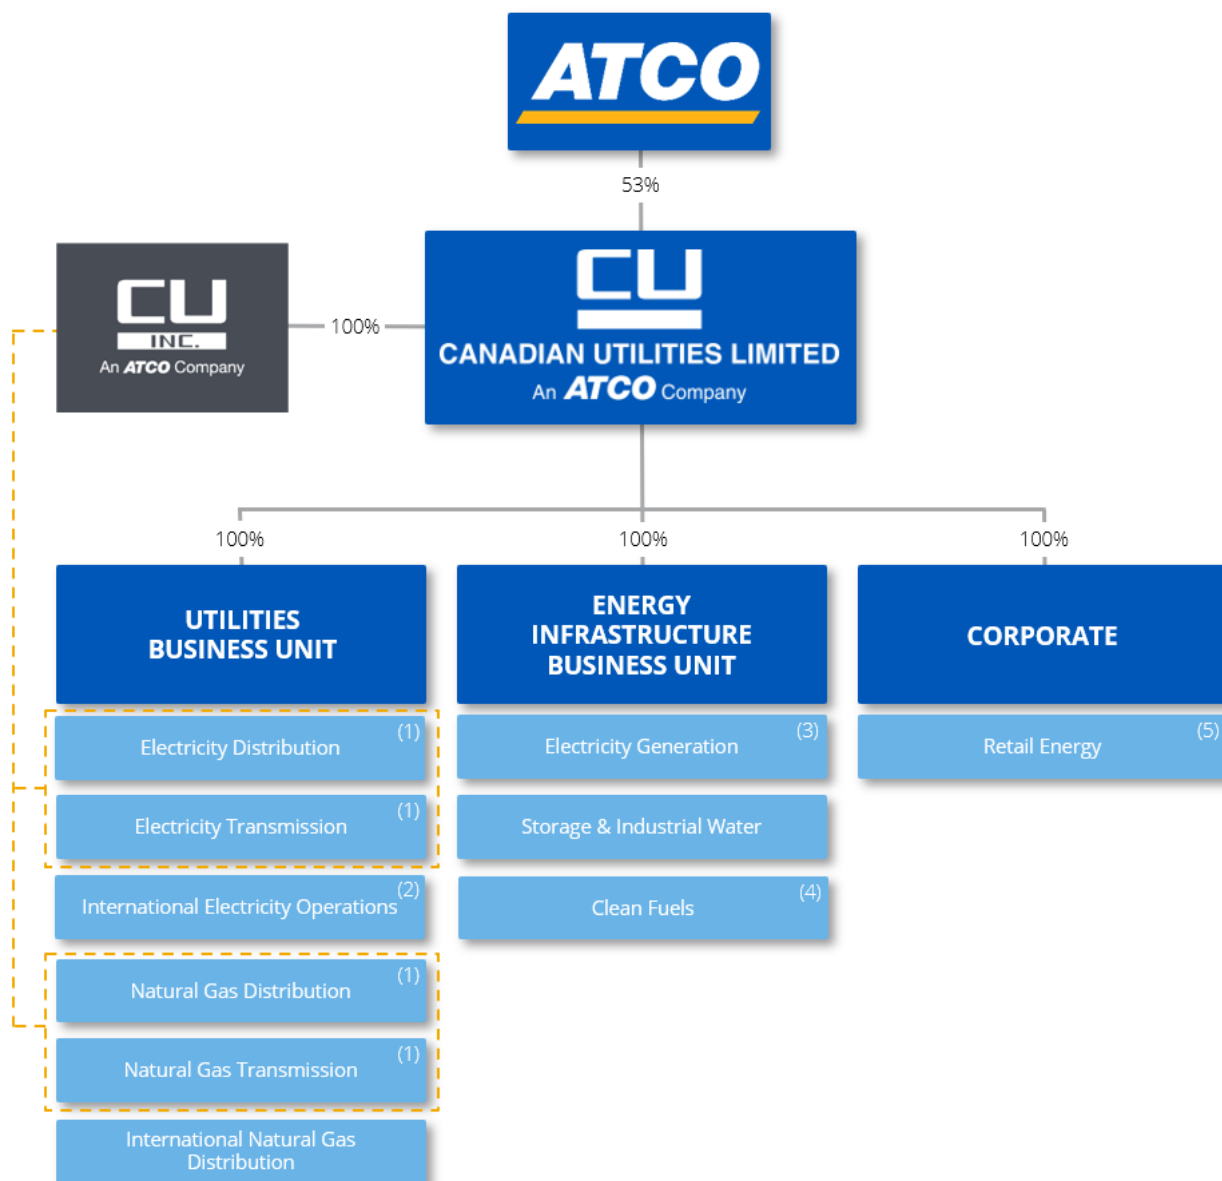 ATCO
53%
CU
INC.
An ATCO Company
100%
CU
CANADIAN UTILITIES LIMITED
An ATCO Company
100%
100%
100%
UTILITIES
BUSINESS UNIT
ENERGY
INFRASTRUCTURE
BUSINESS UNIT
CORPORATE
Electricity Distribution (1)
Electricity Generation (3)
Retail Energy (5)
Electricity Transmission (1)
Storage & Industrial Water
International Electricity Operations (2)
Clean Fuels (4)
Natural Gas Distribution (1)
Natural Gas Transmission (1)
International Natural Gas
Distribution